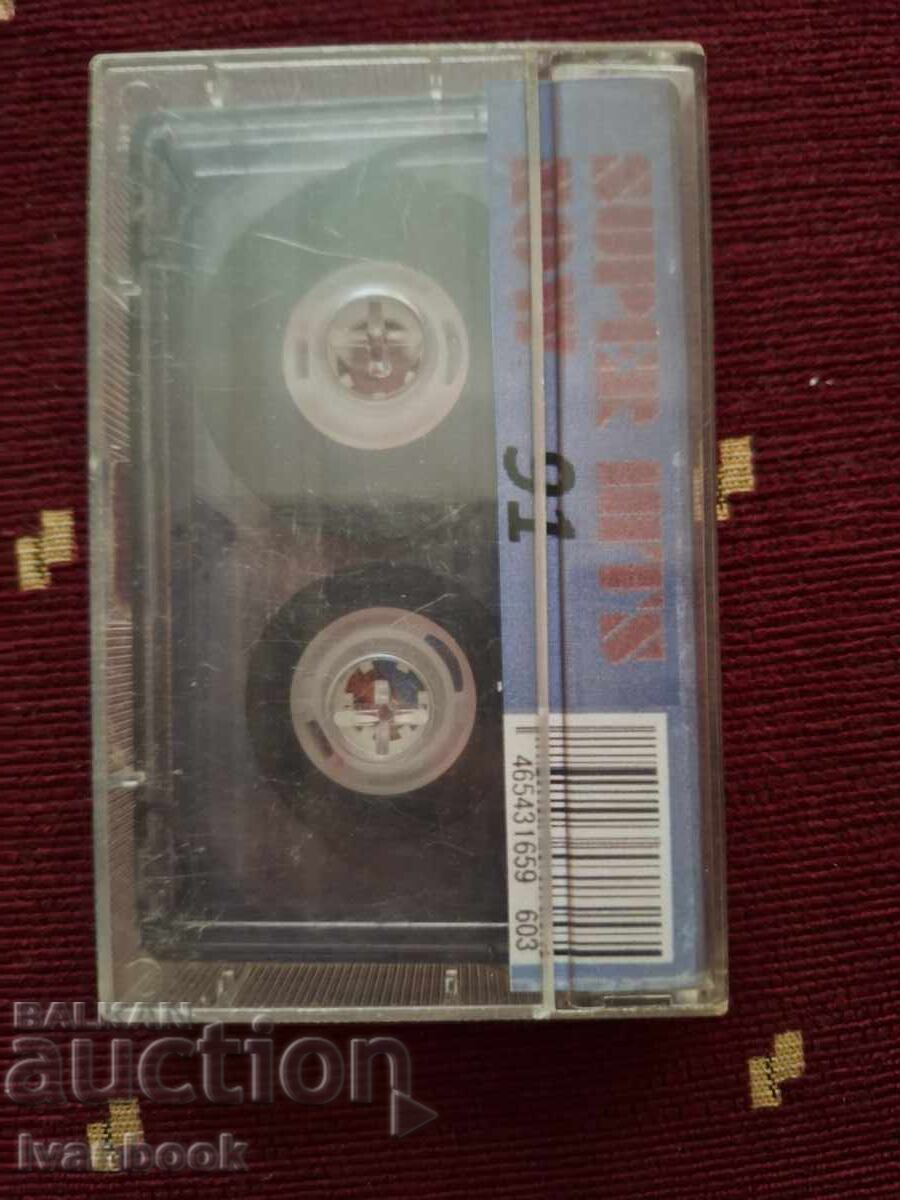 SUPER HITS
91
465431659 603
BALKAN
auction
Ivanbook